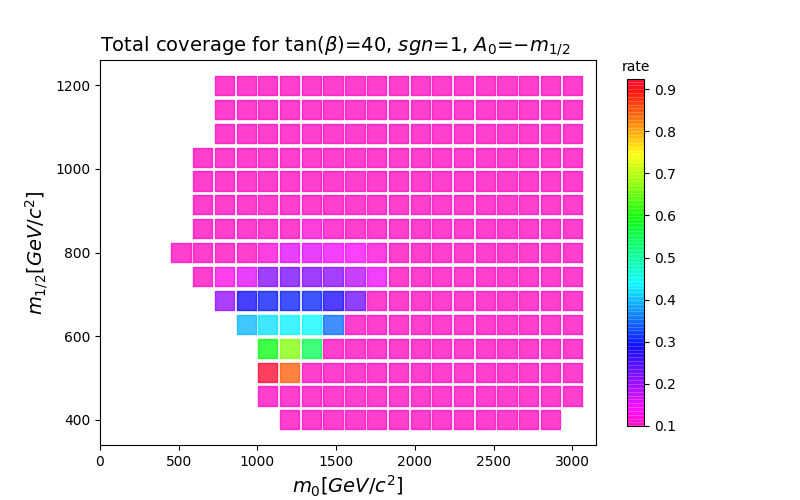 Total coverage for tan(β)=40, sgn=1, A₀=−m₁/₂
rate
m₁/₂[GeV/c²]
1200
1000
800
600
400
0 500 1000 1500 2000 2500 3000
m₀[GeV/c²]
0.9
0.8
0.7
0.6
0.5
0.4
0.3
0.2
0.1